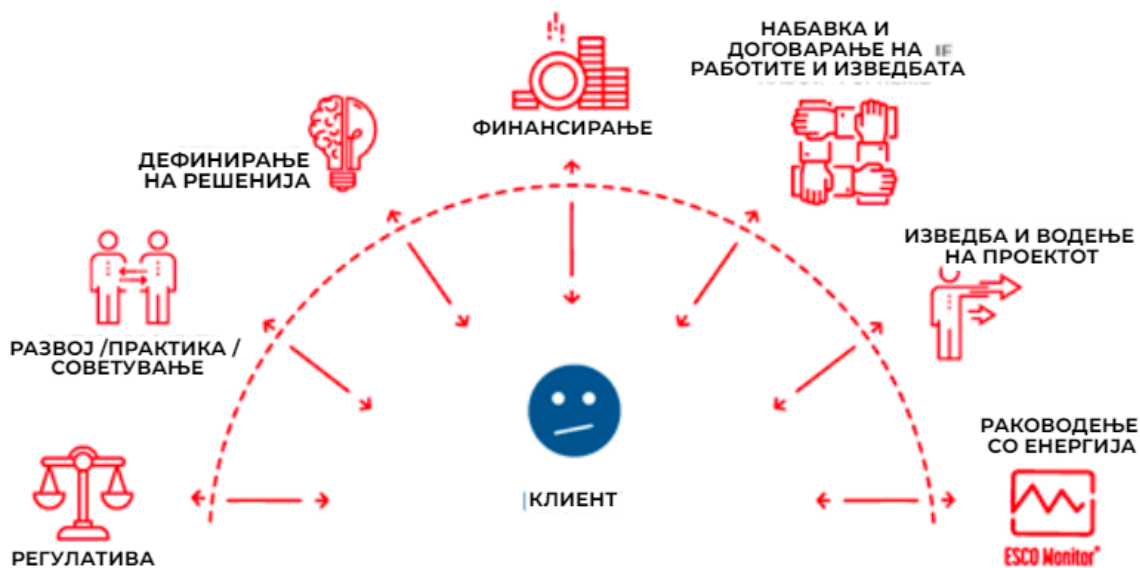 НАБАВКА И
ДОГОВАРАЊЕ НА
РАБОТИТЕ И ИЗВЕДБАТА
ФИНАНСИРАЊЕ
ДЕФИНИРАЊЕ
НА РЕШЕНИЈА
ИЗВЕДБА И ВОДЕЊЕ
НА ПРОЕКТОТ
РАЗВОЈ /ПРАКТИКА /
СОВЕТУВАЊЕ
РАКОВОДЕЊЕ
СО ЕНЕРГИЈА
КЛИЕНТ
РЕГУЛАТИВА
ESCO Monitor®